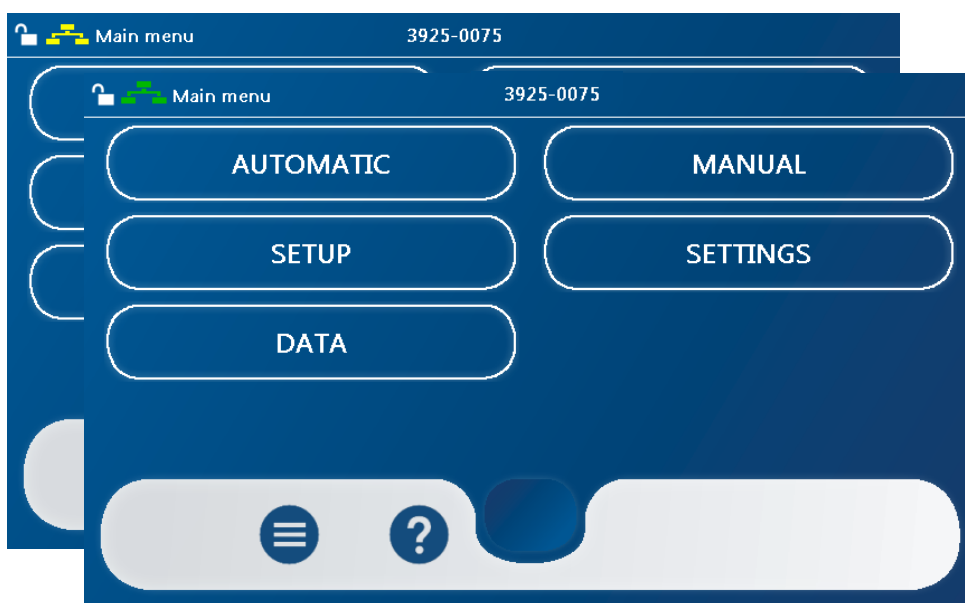 Main menu 3925-0075
Main menu 3925-0075
AUTOMATIC MANUAL
SETUP SETTINGS
DATA
?